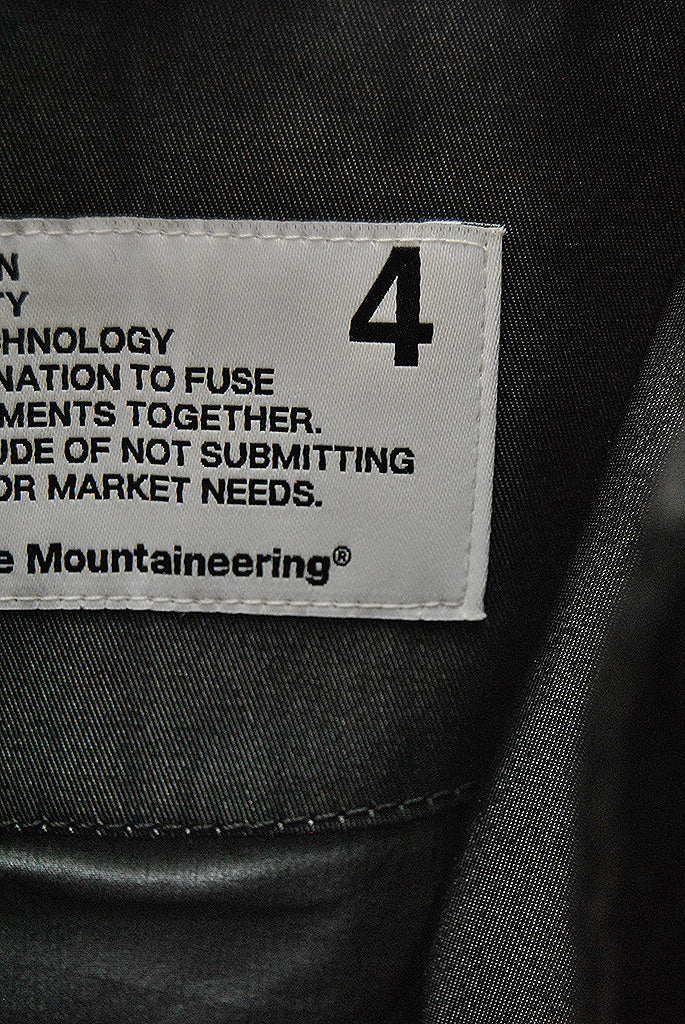 4
N
TY
CHNOLOGY
NATION TO FUSE
MENTS TOGETHER.
UDE OF NOT SUBMITTING
OR MARKET NEEDS.
e Mountaineering®